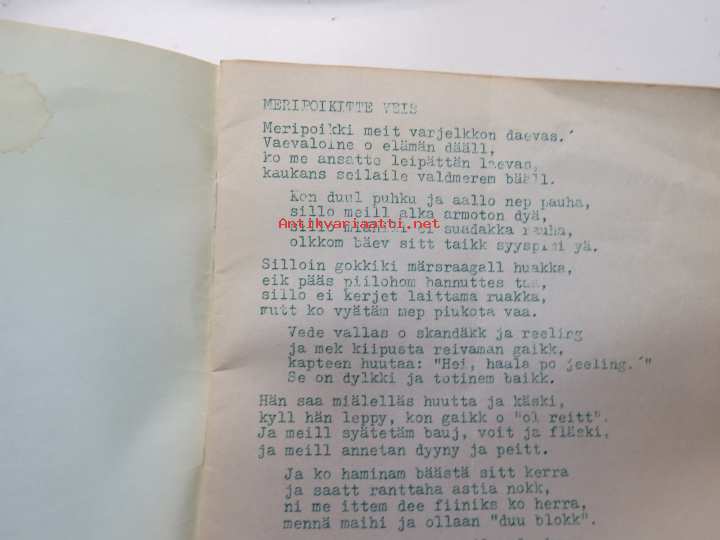 MERIPOIKITTE VEIS
Meripoikki meit varjelkkon daevas.´
Vaevaloine o elämän dääll,
ko me ansatte leipättän laevas,
kaukans seilaile valdmerem bääll.
Kon duul puhku ja aallo nep pauha,
sillo meill alka armoton dyä,
sillo ei suadakka rauha,
olkkom bäev sitt taikk yä.
Antikvariaatti.net
Silloin gokkiki märsraagall huakka,
eik pääs piilohom bannuttes taa,
sillo ei kerjet laittama ruakka,
mutt ko vyätäm mep piukota vaa.
Vede vallas o skandäkk ja reeling
ja mek kiipusta reivaman gaikk,
kapteen huutaa: "Hei, haala po jeeling.´"
Se on dylkki ja totinem baikk.
Hän saa miälelläs huutta ja käski,
kyll hän leppy, kon gaikk o "ol reitt".
Ja meill syätetäm bauj, voit ja fläski,
ja meill annetan dyyny ja peitt.
Ja ko haminam bäästä sitt kerra
ja saatt ranttaha astia nokk,
ni me ittem dee fiiniks ko herra,
mennä maihi ja ollaan "duu blokk".